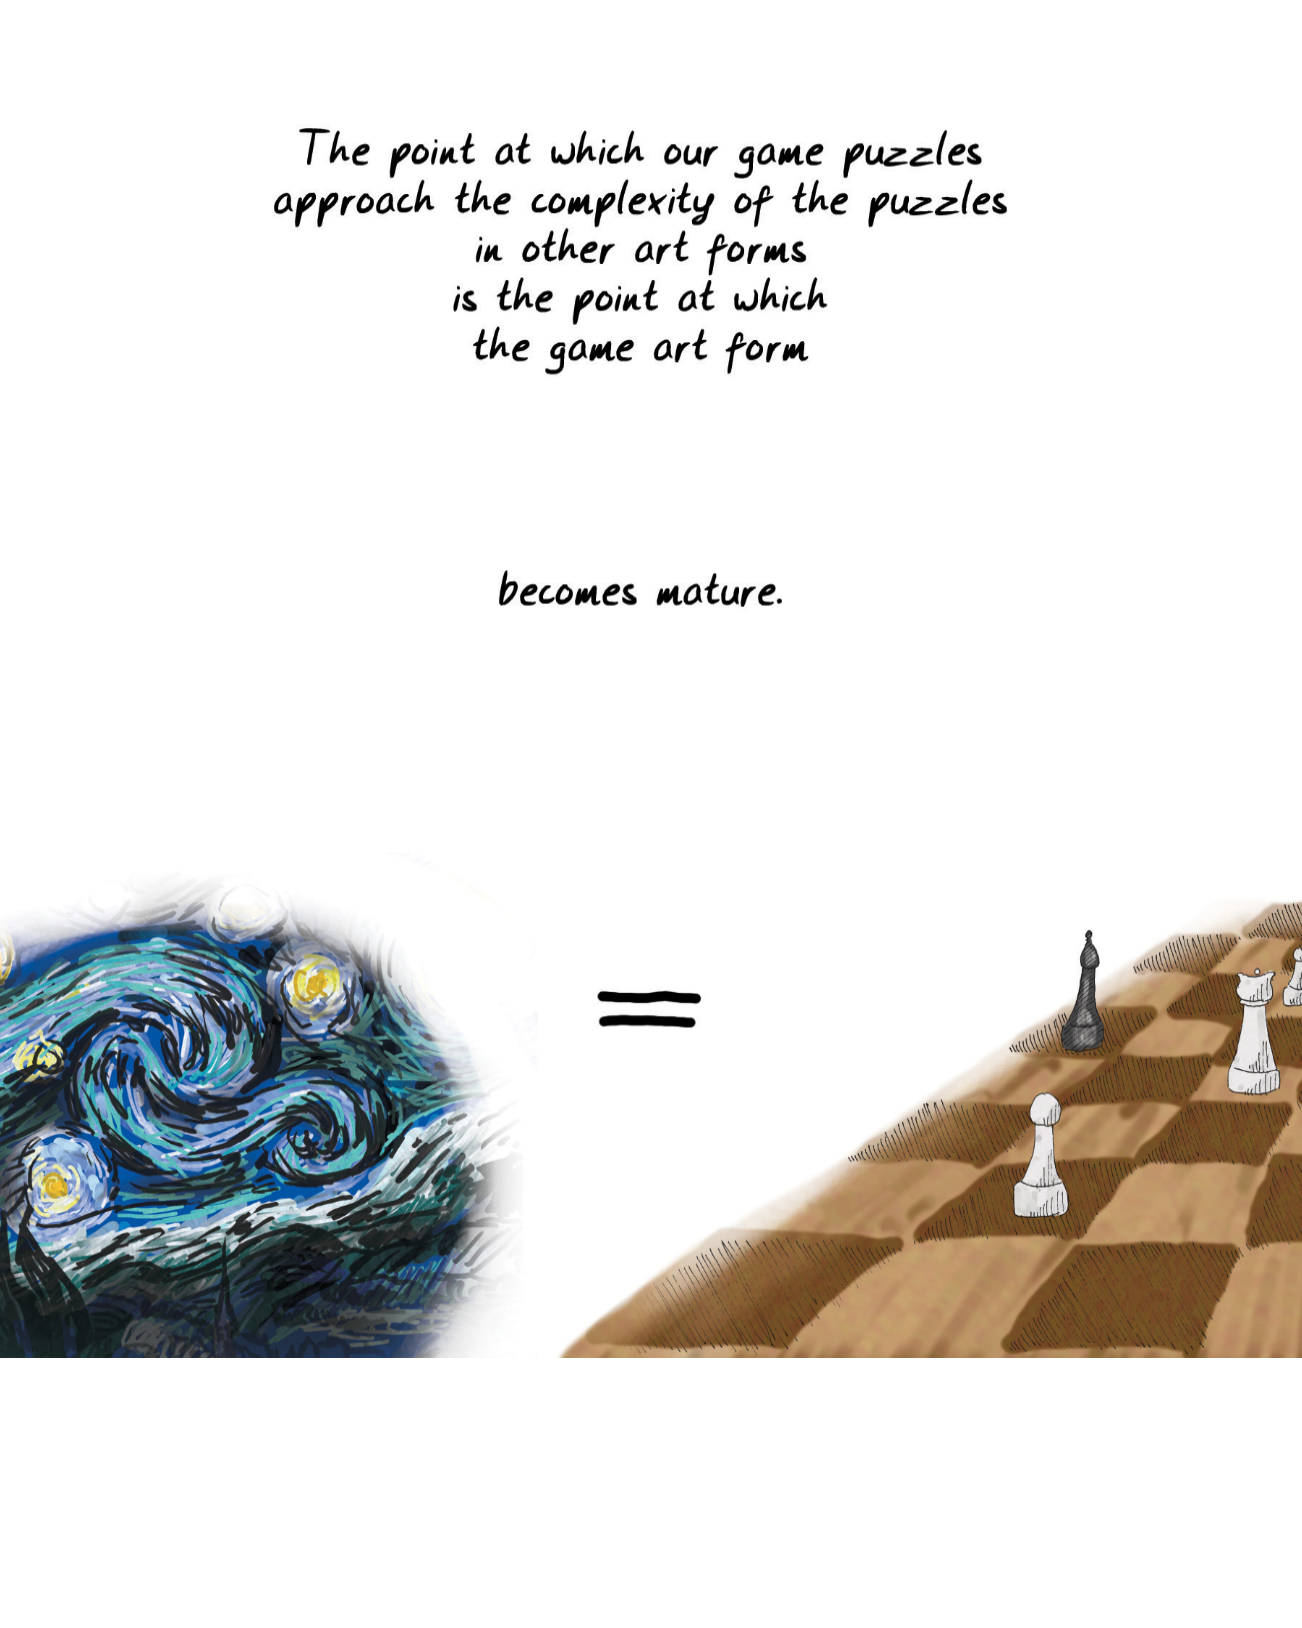 The point at which our game puzzles
approach the complexity of the puzzles
in other art forms
is the point at which
the game art form
becomes mature.
=